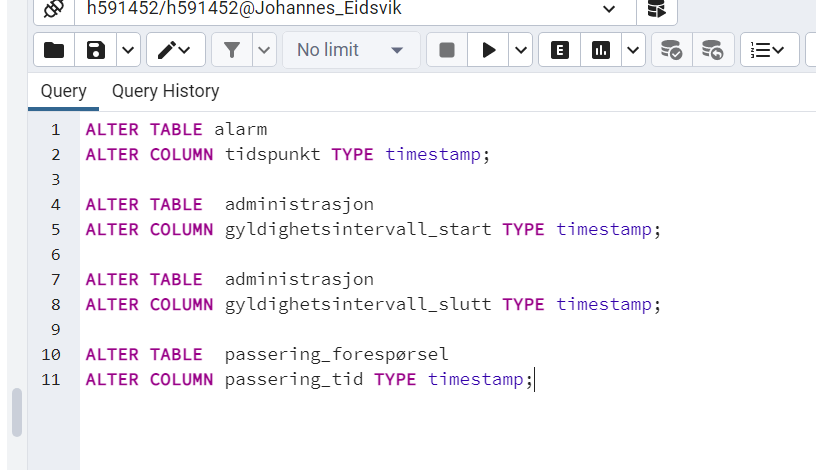 h591452/h591452@Johannes_Eidsvik
No limit
E
Query Query History
1 ALTER TABLE alarm
2 ALTER COLUMN tidspunkt TYPE timestamp;
3
4 ALTER TABLE  administrasjon
5 ALTER COLUMN gyldighetsintervall_start TYPE timestamp;
6
7 ALTER TABLE  administrasjon
8 ALTER COLUMN gyldighetsintervall_slutt TYPE timestamp;
9
10 ALTER TABLE  passering_forespørsel
11 ALTER COLUMN passering_tid TYPE timestamp;